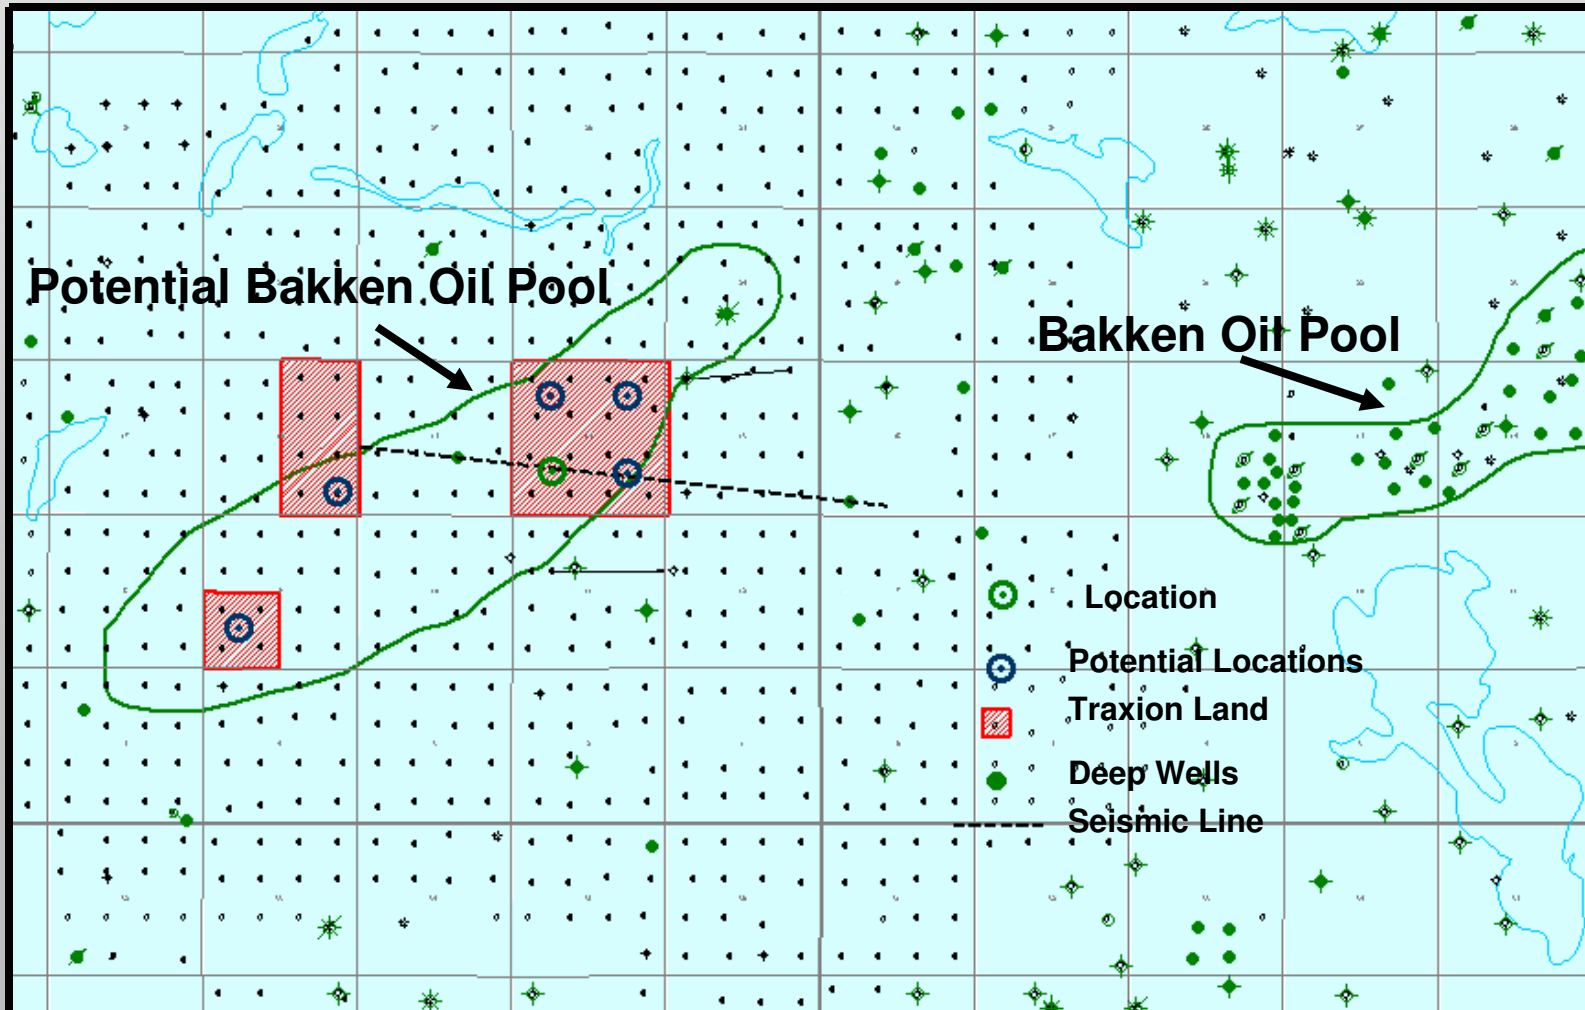 Potential Bakken Oil Pool
Bakken Oil Pool
Location
Potential Locations
Traxion Land
Deep Wells
Seismic Line